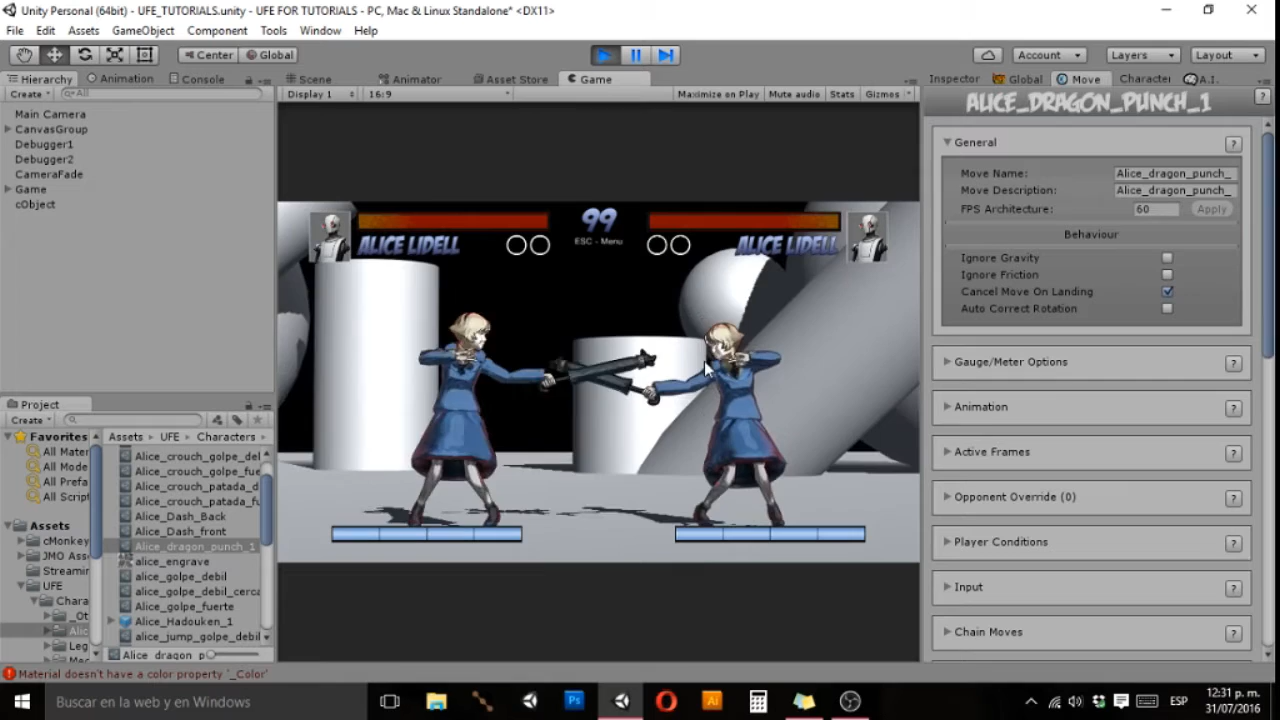 Unity Personal (64bit) - UFE_TUTORIALS.unity - UFE FOR TUTORIALS - PC, Mac & Linux Standalone* <DX11>
File Edit Assets GameObject Component Tools Window Help
Center Global Account Layers Layout
Hierarchy Animation Console Scene Animator Asset Store Game Inspector Global Move Character A.I.
Create All Display 1 16:9 Maximize on Play Mute audio Stats Gizmos
ALICE_DRAGON_PUNCH_1
Main Camera
CanvasGroup
Debugger1
Debugger2
CameraFade
Game
cObject
99
ESC - Menu
ALICE LIDELL
ALICE LIDELL
General
Move Name: Alice_dragon_punch_
Move Description: Alice_dragon_punch_
FPS Architecture: 60 Apply
Behaviour
Ignore Gravity
Ignore Friction
Cancel Move On Landing
Auto Correct Rotation
Gauge/Meter Options
Animation
Active Frames
Opponent Override (0)
Player Conditions
Input
Chain Moves
Project
Create
Favorites
All Mater
All Mode
All Prefa
All Script
Assets
cMonkey
JMO Ass
Streamin
UFE
Chara
_Ot
Alic
Leg
Assets UFE Characters
Alice_crouch_golpe_del
Alice_crouch_golpe_fue
Alice_crouch_patada_d
Alice_crouch_patada_fu
Alice_Dash_Back
Alice_Dash_front
Alice_dragon_punch_1
alice_engrave
alice_golpe_debil
alice_golpe_debil_cerca
Alice_golpe_fuerte
Alice_Hadouken_1
alice_jump_golpe_debil
Alice_dragon_p
Material doesn't have a color property '_Color'
Buscar en la web y en Windows
Ps
Ai
ESP
12:31 p. m.
31/07/2016